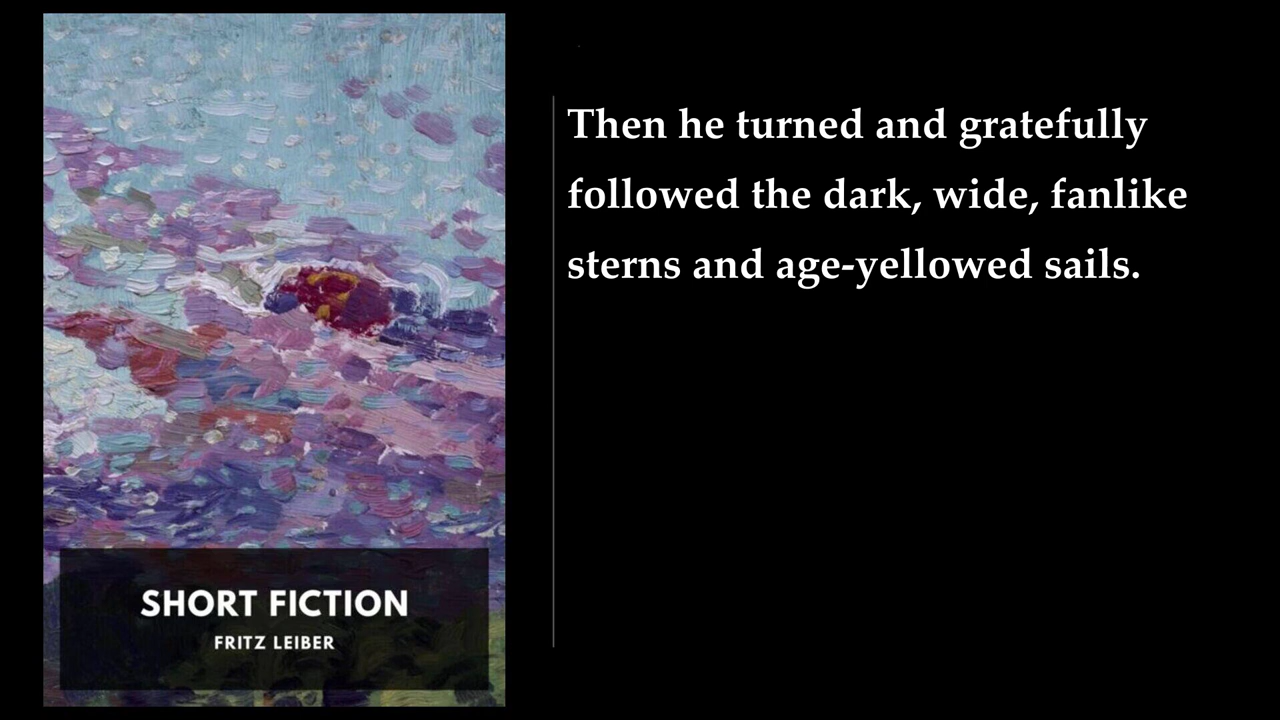 Then he turned and gratefully
followed the dark, wide, fanlike
sterns and age-yellowed sails.
SHORT FICTION
FRITZ LEIBER